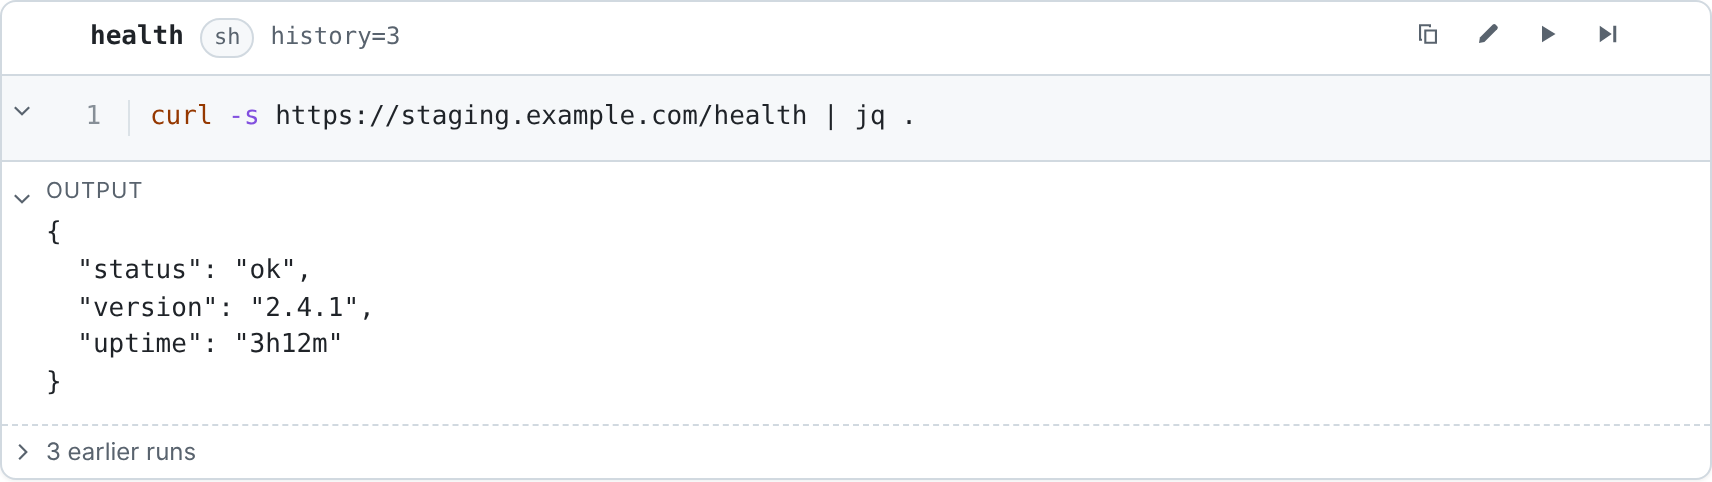 health sh history=3
1 curl -s https://staging.example.com/health | jq .
OUTPUT
{
  "status": "ok",
  "version": "2.4.1",
  "uptime": "3h12m"
}
3 earlier runs